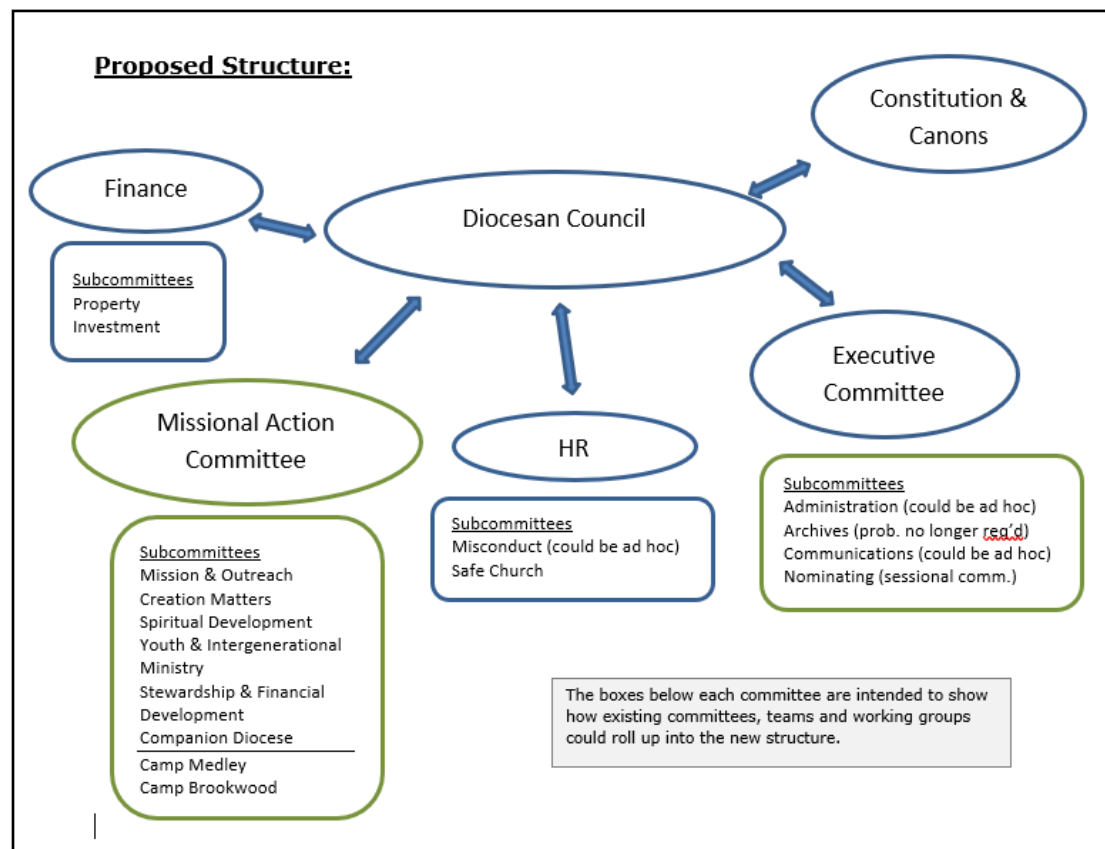 Proposed Structure:
Constitution &
Canons
Finance
Diocesan Council
Subcommittees
Property
Investment
Executive
Committee
Missional Action
Committee
HR
Subcommittees
Administration (could be ad hoc)
Archives (prob. no longer req’d)
Communications (could be ad hoc)
Nominating (sessional comm.)
Subcommittees
Misconduct (could be ad hoc)
Safe Church
Subcommittees
Mission & Outreach
Creation Matters
Spiritual Development
Youth & Intergenerational
Ministry
Stewardship & Financial
Development
Companion Diocese
Camp Medley
Camp Brookwood
The boxes below each committee are intended to show
how existing committees, teams and working groups
could roll up into the new structure.